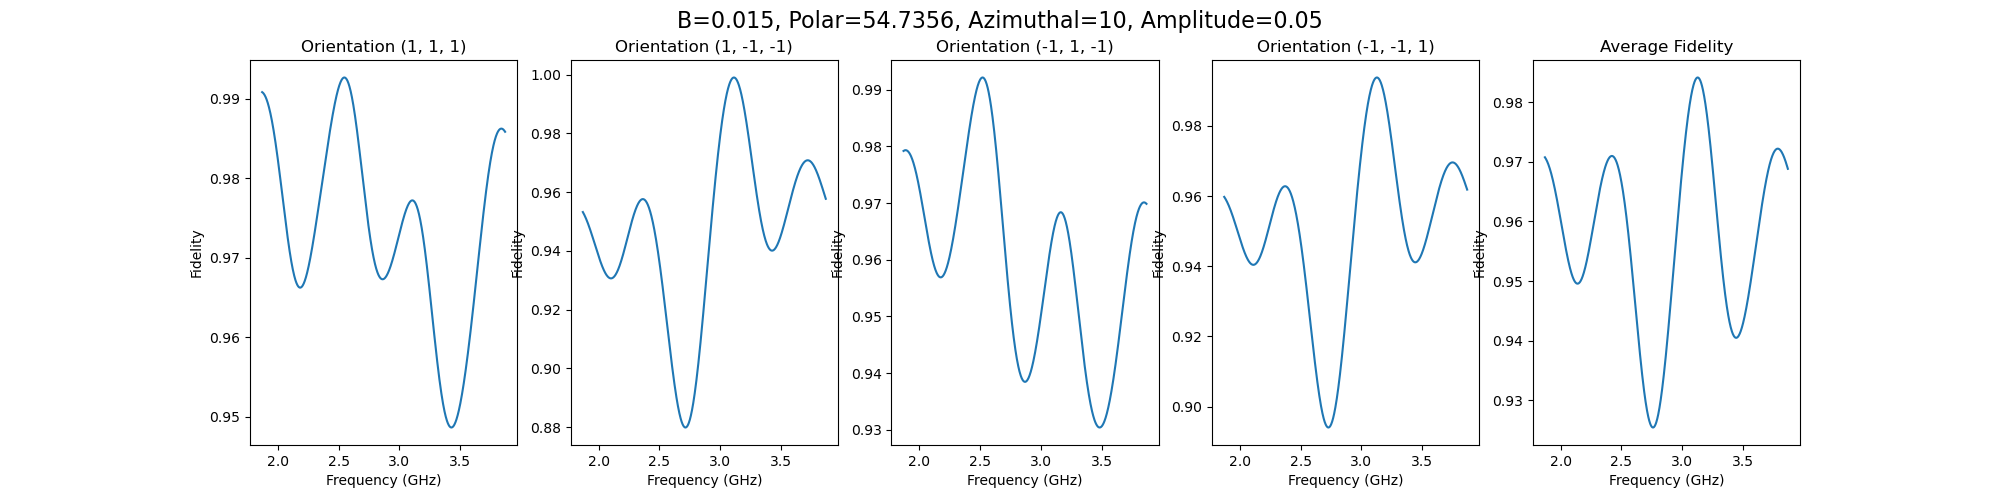 B=0.015, Polar=54.7356, Azimuthal=10, Amplitude=0.05
Orientation (1, 1, 1)
0.99
0.98
0.97
0.96
0.95
Fidelity
2.0 2.5 3.0 3.5
Frequency (GHz)
Orientation (1, -1, -1)
1.00
0.98
0.96
0.94
0.92
0.90
0.88
Fidelity
2.0 2.5 3.0 3.5
Frequency (GHz)
Orientation (-1, 1, -1)
0.99
0.98
0.97
0.96
0.95
0.94
0.93
Fidelity
2.0 2.5 3.0 3.5
Frequency (GHz)
Orientation (-1, -1, 1)
0.98
0.96
0.94
0.92
0.90
Fidelity
2.0 2.5 3.0 3.5
Frequency (GHz)
Average Fidelity
0.98
0.97
0.96
0.95
0.94
0.93
Fidelity
2.0 2.5 3.0 3.5
Frequency (GHz)